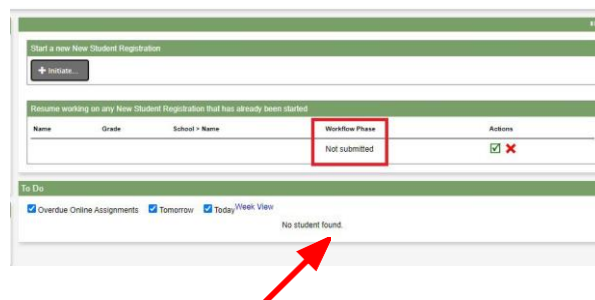 Start a new New Student Registration
+ Initiate...
Resume working on any New Student Registration that has already been started
Name Grade School > Name Workflow Phase Actions
Not submitted
To Do
Overdue Online Assignments Tomorrow Today Week View
No student found.